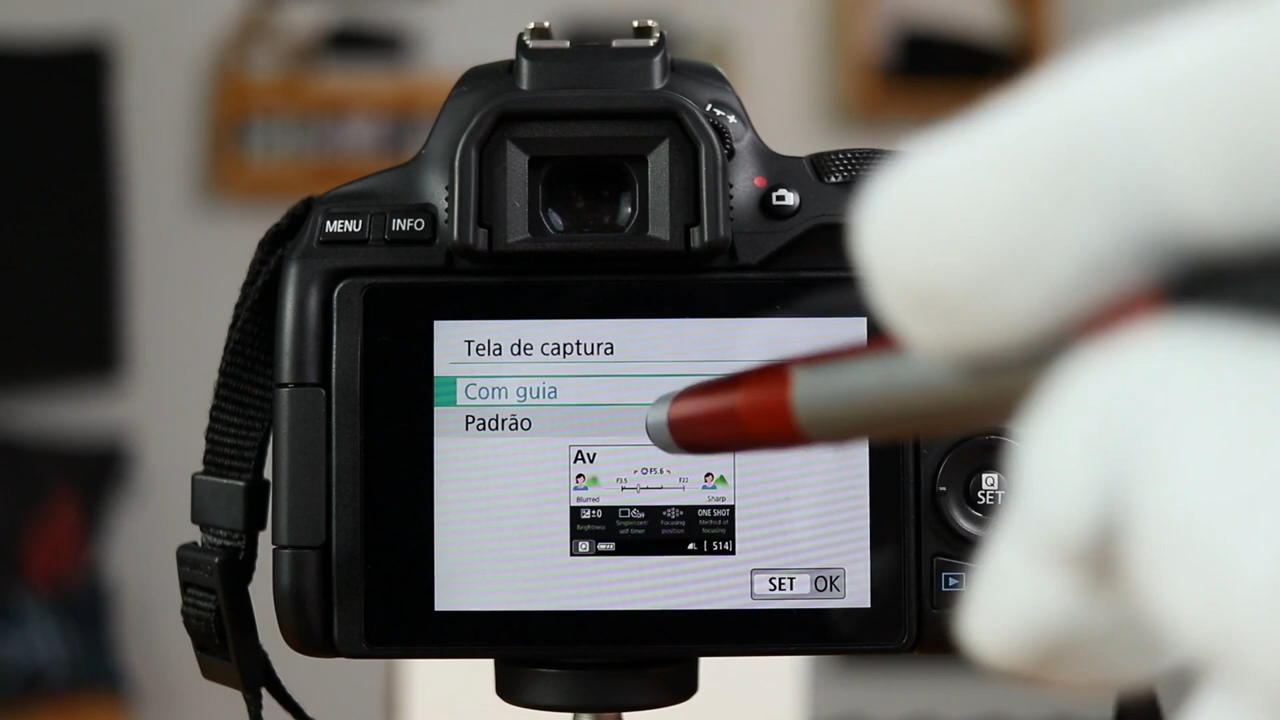 MENU
INFO
Tela de captura
Com guia
Padrão
Av
F5.6
F3.5
F22
Blurred
Sharp
±0
ONE SHOT
Brightness
Single/cont/
self-timer
Focusing
position
Method of
focusing
Q
L [ 514]
SET OK
Q
SET